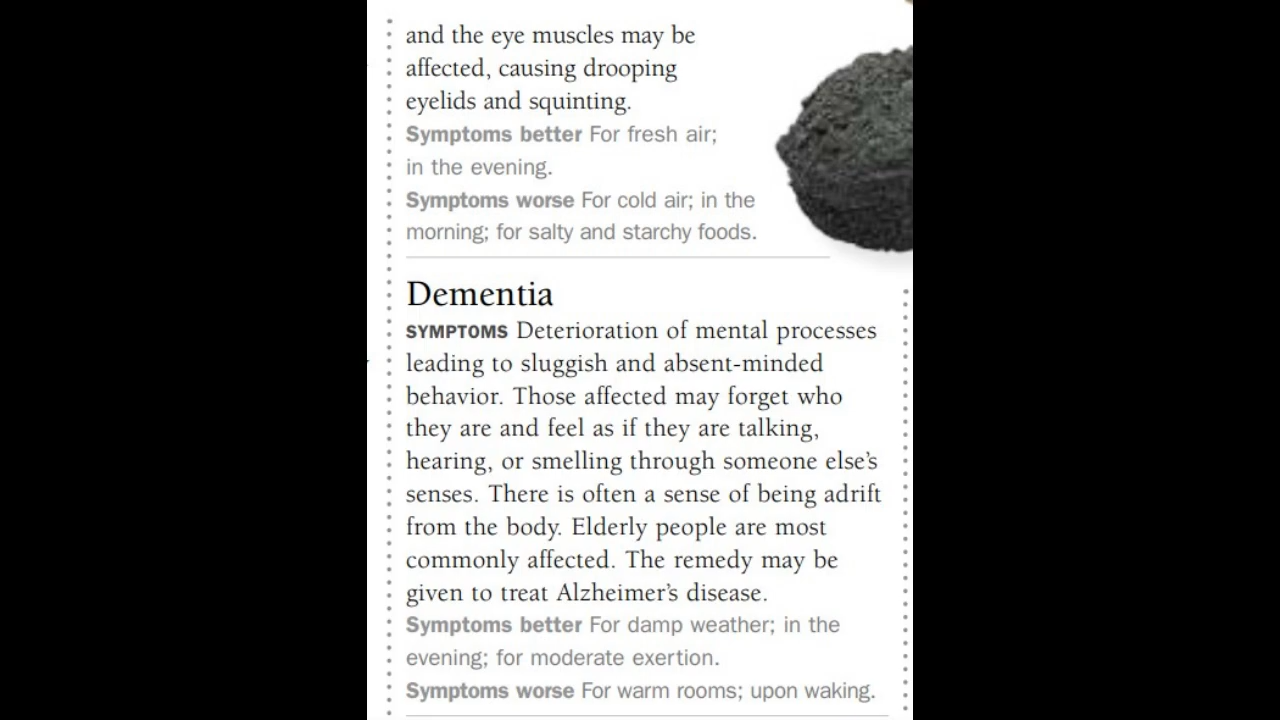 and the eye muscles may be
affected, causing drooping
eyelids and squinting.
Symptoms better For fresh air;
in the evening.
Symptoms worse For cold air; in the
morning; for salty and starchy foods.
Dementia
SYMPTOMS Deterioration of mental processes
leading to sluggish and absent-minded
behavior. Those affected may forget who
they are and feel as if they are talking,
hearing, or smelling through someone else's
senses. There is often a sense of being adrift
from the body. Elderly people are most
commonly affected. The remedy may be
given to treat Alzheimer's disease.
Symptoms better For damp weather; in the
evening; for moderate exertion.
Symptoms worse For warm rooms; upon waking.